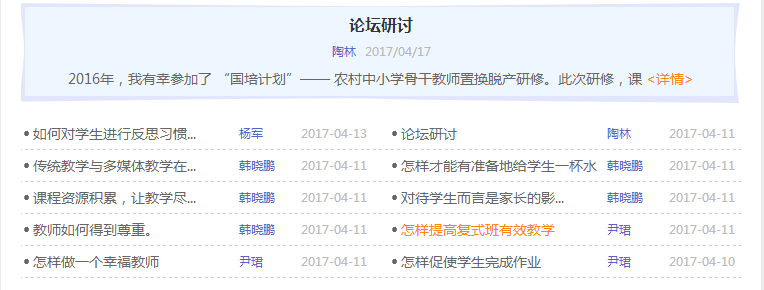 论坛研讨
陶林 2017/04/17
2016年，我有幸参加了 “国培计划”—— 农村中小学骨干教师置换脱产研修。此次研修，课 <详情>
• 如何对学生进行反思习惯... 杨军 2017-04-13 • 论坛研讨 陶林 2017-04-11
• 传统教学与多媒体教学在... 韩晓鹏 2017-04-11 • 怎样才能有准备地给学生一杯水 韩晓鹏 2017-04-11
• 课程资源积累，让教学尽... 韩晓鹏 2017-04-11 • 对待学生而言是家长的影... 韩晓鹏 2017-04-11
• 教师如何得到尊重。 韩晓鹏 2017-04-11 • 怎样提高复式班有效教学 尹珺 2017-04-11
• 怎样做一个幸福教师 尹珺 2017-04-11 • 怎样促使学生完成作业 尹珺 2017-04-10